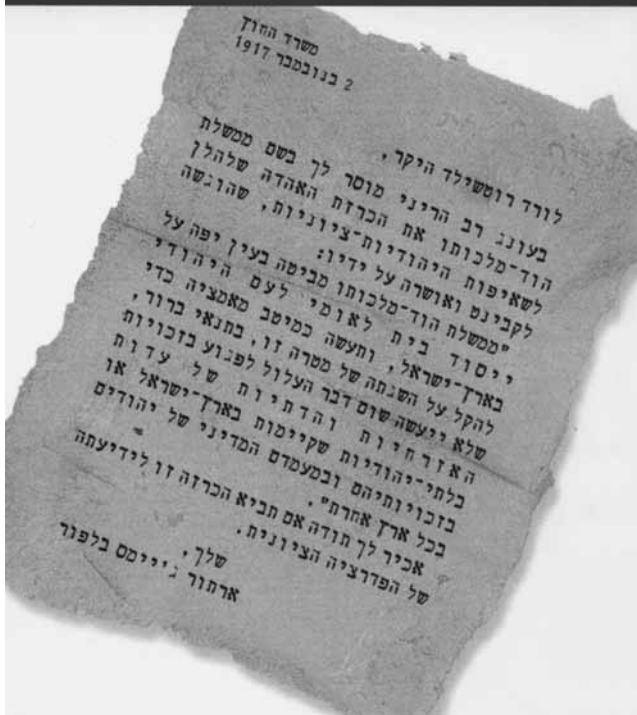 משרד החוץ
2 בנובמבר 1917
לורד רוטשילד היקר,
בעונג רב הריני מוסר לך בשם ממשלת
הוד־מלכותו את הכרזת האהדה שלהלן
לשאיפות היהודיות־ציוניות, שהוגשה
לקבינט ואושרה על ידיו:
"ממשלת הוד־מלכותו מביטה בעין יפה על
ייסוד בית לאומי לעם היהודי
בארץ־ישראל, ותעשה כמיטב מאמציה כדי
להקל על השגתה של מטרה זו, בתנאי ברור,
שלא ייעשה שום דבר העלול לפגוע בזכויות
האזרחיות והדתיות של עדות
בלתי־יהודיות שקיימות בארץ־ישראל או
בזכויותיהם ובמעמדם המדיני של יהודים
בכל ארץ אחרת".
אכיר לך תודה אם תביא הכרזה זו לידיעתה
של הפדרציה הציונית.
שלך,
ארתור ג'יימס בלפור